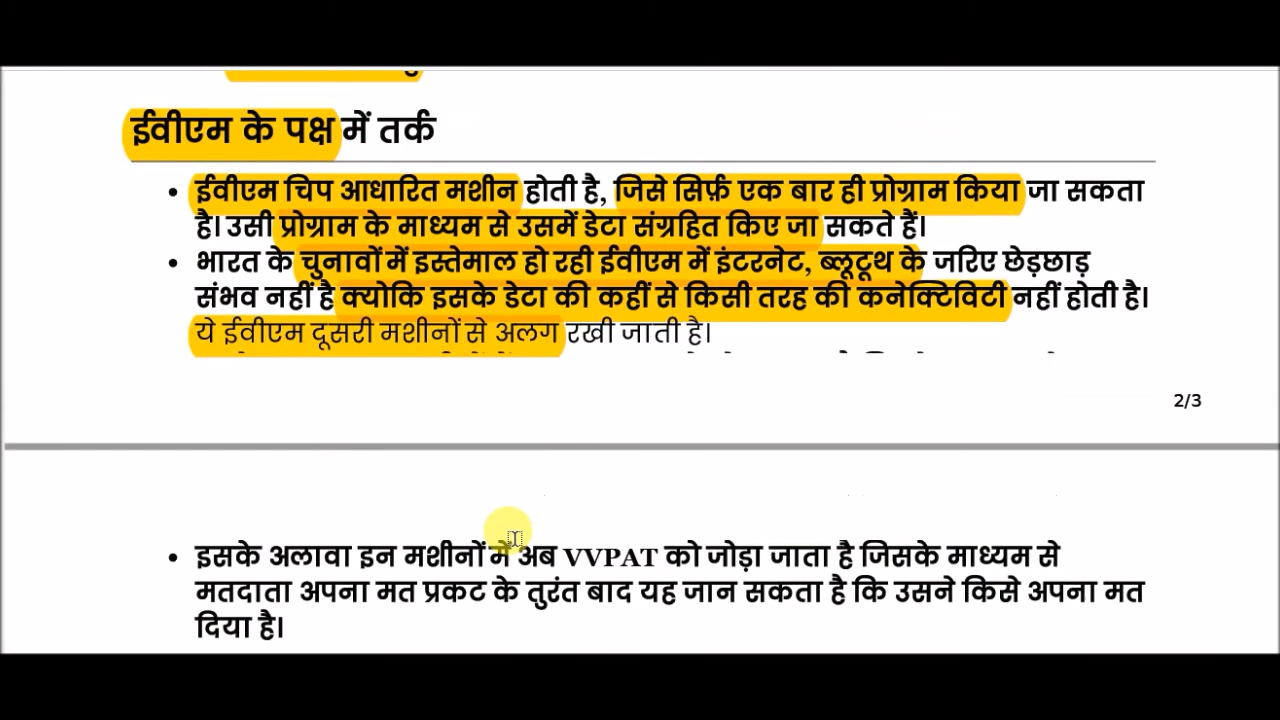 ईवीएम के पक्ष में तर्क
• ईवीएम चिप आधारित मशीन होती है, जिसे सिर्फ़ एक बार ही प्रोग्राम किया जा सकता
है। उसी प्रोग्राम के माध्यम से उसमें डेटा संग्रहित किए जा सकते हैं।
• भारत के चुनावों में इस्तेमाल हो रही ईवीएम में इंटरनेट, ब्लूटूथ के जरिए छेड़छाड़
संभव नहीं है क्योकि इसके डेटा की कहीं से किसी तरह की कनेक्टिविटी नहीं होती है।
ये ईवीएम दूसरी मशीनों से अलग रखी जाती है।
2/3
• इसके अलावा इन मशीनों में अब VVPAT को जोड़ा जाता है जिसके माध्यम से
मतदाता अपना मत प्रकट के तुरंत बाद यह जान सकता है कि उसने किसे अपना मत
दिया है।